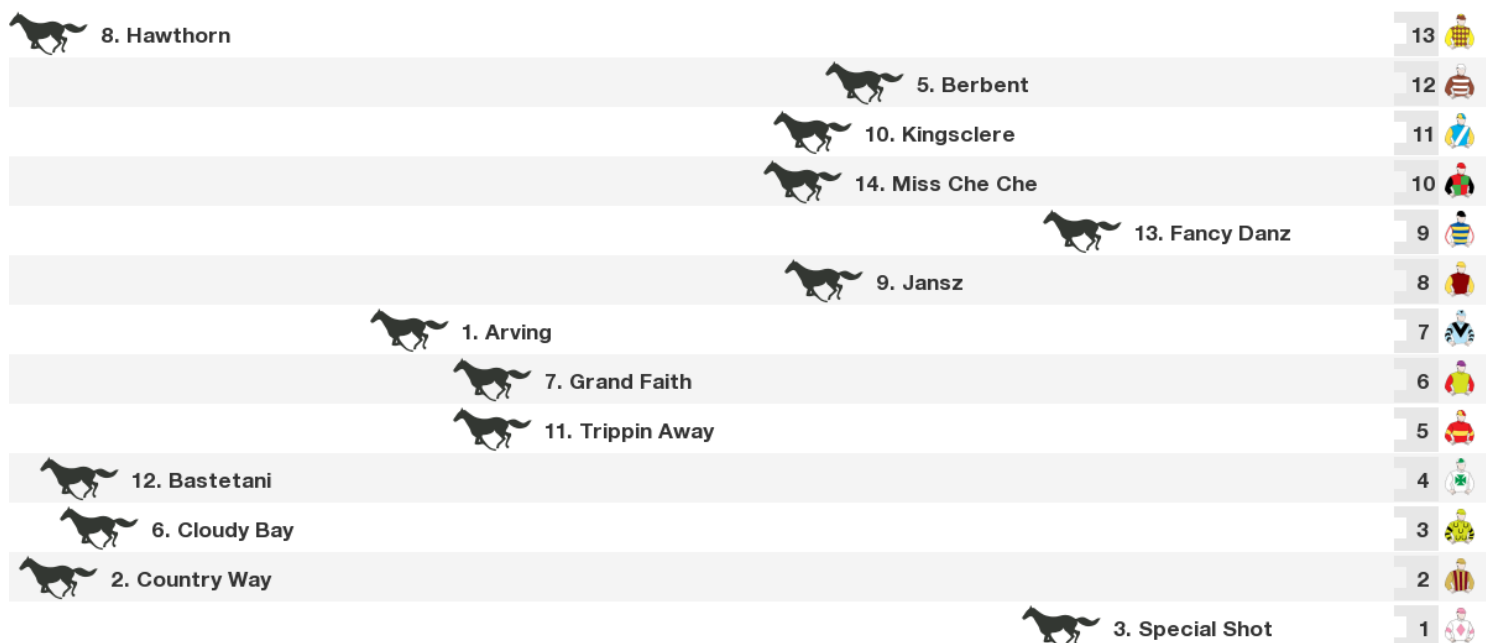 8. Hawthorn 13
5. Berbent 12
10. Kingsclere 11
14. Miss Che Che 10
13. Fancy Danz 9
9. Jansz 8
1. Arving 7
7. Grand Faith 6
11. Trippin Away 5
12. Bastetani 4
6. Cloudy Bay 3
2. Country Way 2
3. Special Shot 1